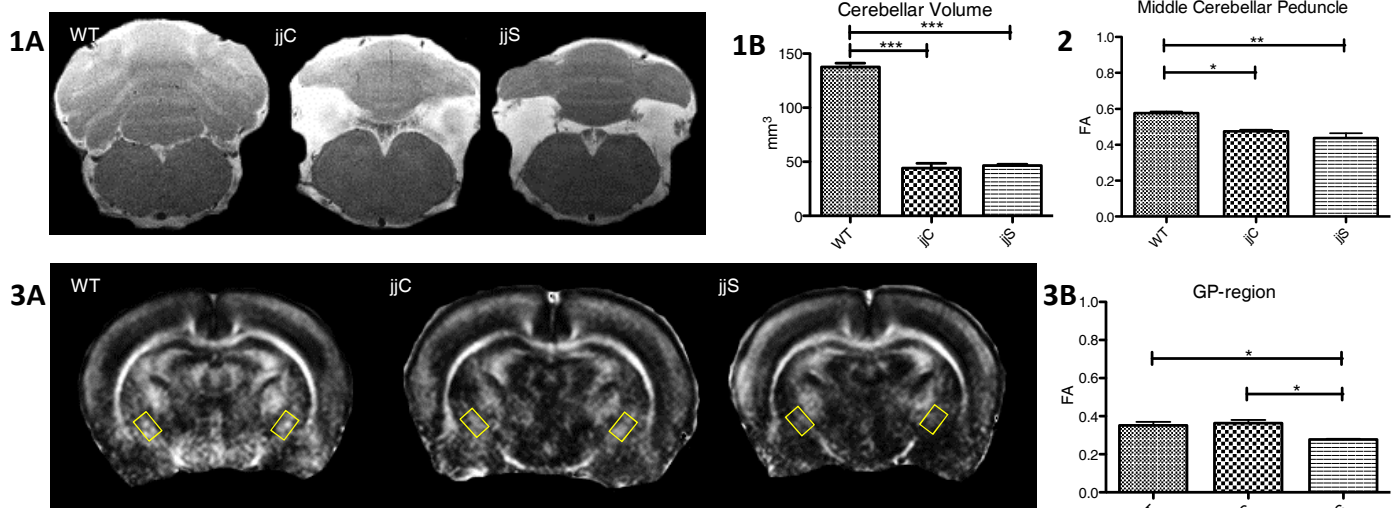 1A
WT
jjC
jjS
1B
Cerebellar Volume
***
***
150
100
50
0
mm³
WT
jjC
jjS
2
Middle Cerebellar Peduncle
**
*
1.0
0.8
0.6
0.4
0.2
0.0
FA
WT
jjC
jjS
3A
WT
jjC
jjS
3B
GP-region
*
*
1.0
0.8
0.6
0.4
0.2
0.0
FA